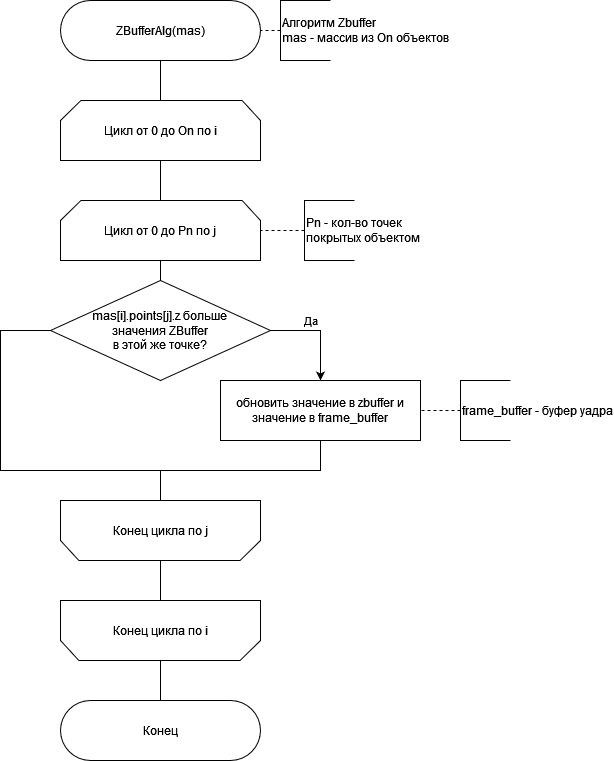 ZBufferAlg(mas)
Алгоритм Zbuffer
mas - массив из On объектов
Цикл от 0 до On по i
Цикл от 0 до Pn по j
Pn - кол-во точек
покрытых объектом
mas[i].points[j].z больше
значения ZBuffer
в этой же точке?
Да
обновить значение в zbuffer и
значение в frame_buffer
frame_buffer - буфер уадра
Конец цикла по j
Конец цикла по i
Конец